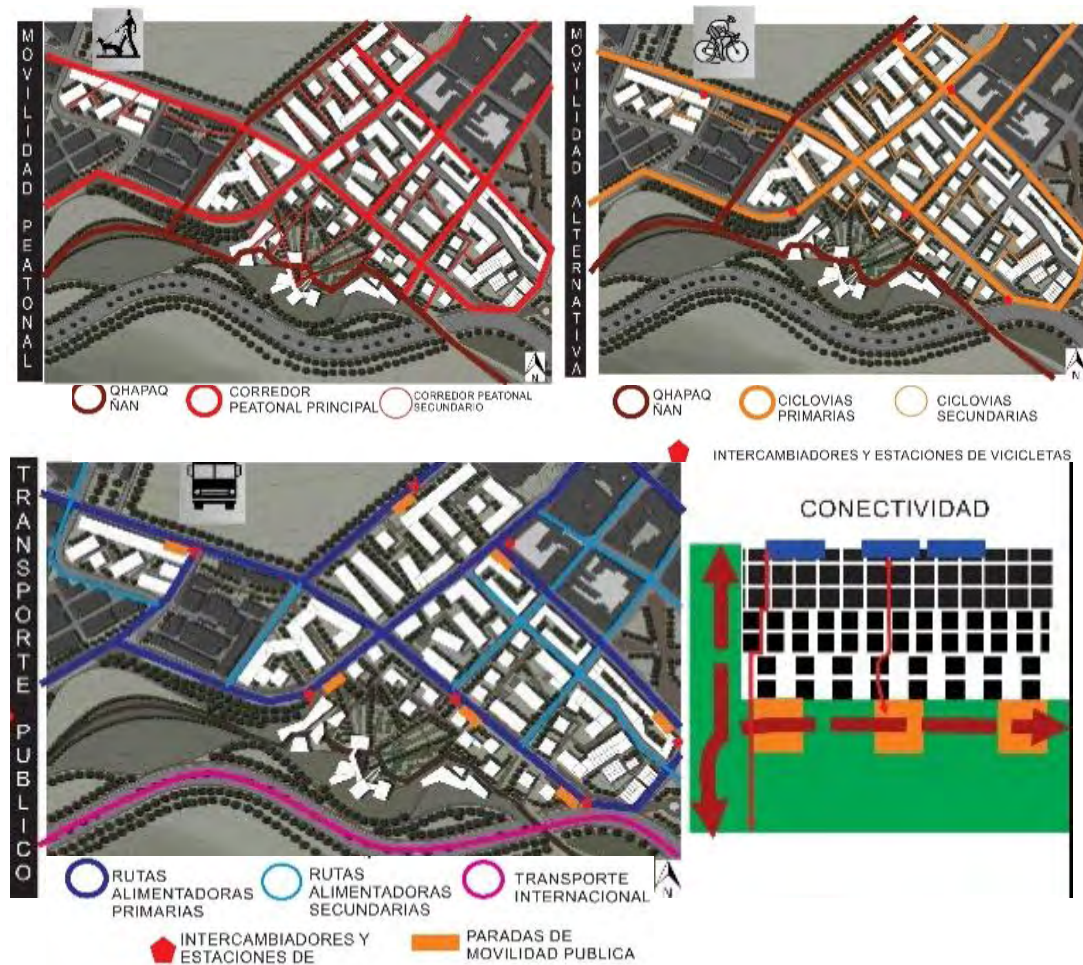 MOVILIDAD PEATONAL
MOVILIDAD ALTERNATIVA
N
N
QHAPAQ
ÑAN
CORREDOR
PEATONAL PRINCIPAL
CORREDOR PEATONAL
SECUNDARIO
QHAPAQ
ÑAN
CICLOVIAS
PRIMARIAS
CICLOVIAS
SECUNDARIAS
INTERCAMBIADORES Y ESTACIONES DE VICICLETAS
TRANSPORTE PUBLICO
CONECTIVIDAD
RUTAS
ALIMENTADORAS
PRIMARIAS
RUTAS
ALIMENTADORAS
SECUNDARIAS
TRANSPORTE
INTERNACIONAL
N
INTERCAMBIADORES Y
ESTACIONES DE
PARADAS DE
MOVILIDAD PUBLICA